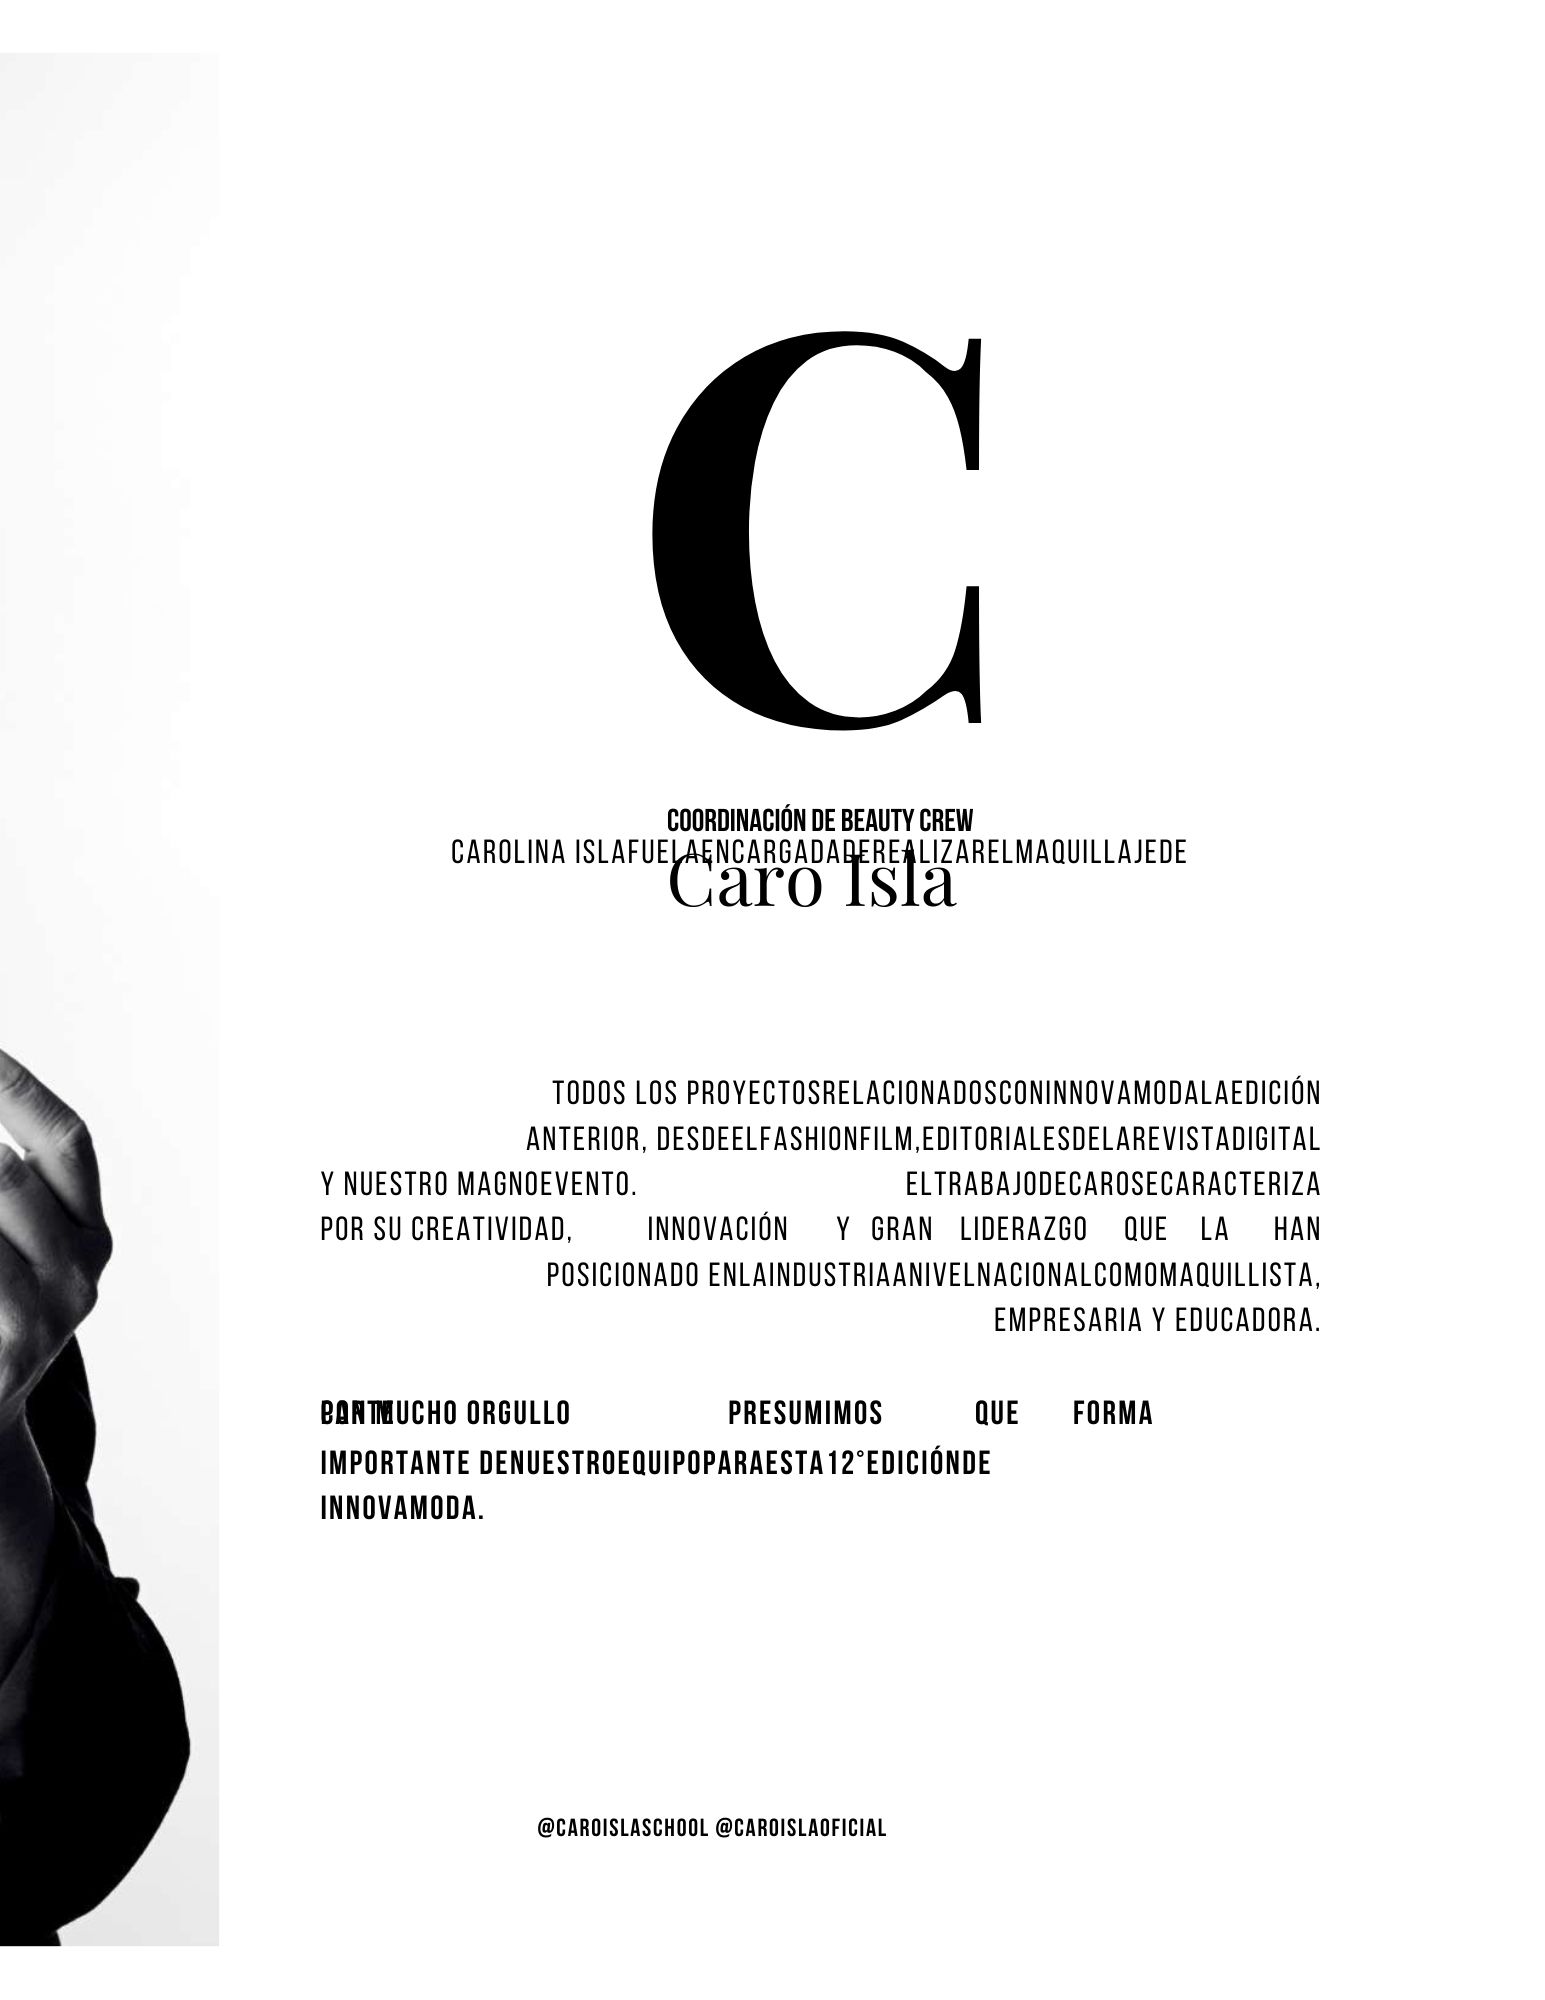 C
COORDINACIÓN DE BEAUTY CREW
CAROLINA ISLAFUELAENCARGADADEREALIZARELMAQUILLAJEDE
Caro Isla
TODOS LOS PROYECTOSRELACIONADOSCONINNOVAMODALAEDICIÓN
ANTERIOR, DESDEELFASHIONFILM,EDITORIALESDELAREVISTADIGITAL
Y NUESTRO MAGNOEVENTO. ELTRABAJODECAROSECARACTERIZA
POR SU CREATIVIDAD, INNOVACIÓN Y GRAN LIDERAZGO QUE LA HAN
POSICIONADO ENLAINDUSTRIAANIVELNACIONALCOMOMAQUILLISTA,
EMPRESARIA Y EDUCADORA.
CON MUCHO ORGULLO PRESUMIMOS QUE FORMA
PARTE
IMPORTANTE DENUESTROEQUIPOPARAESTA12°EDICIÓNDE
INNOVAMODA.
@CAROISLASCHOOL @CAROISLAOFICIAL